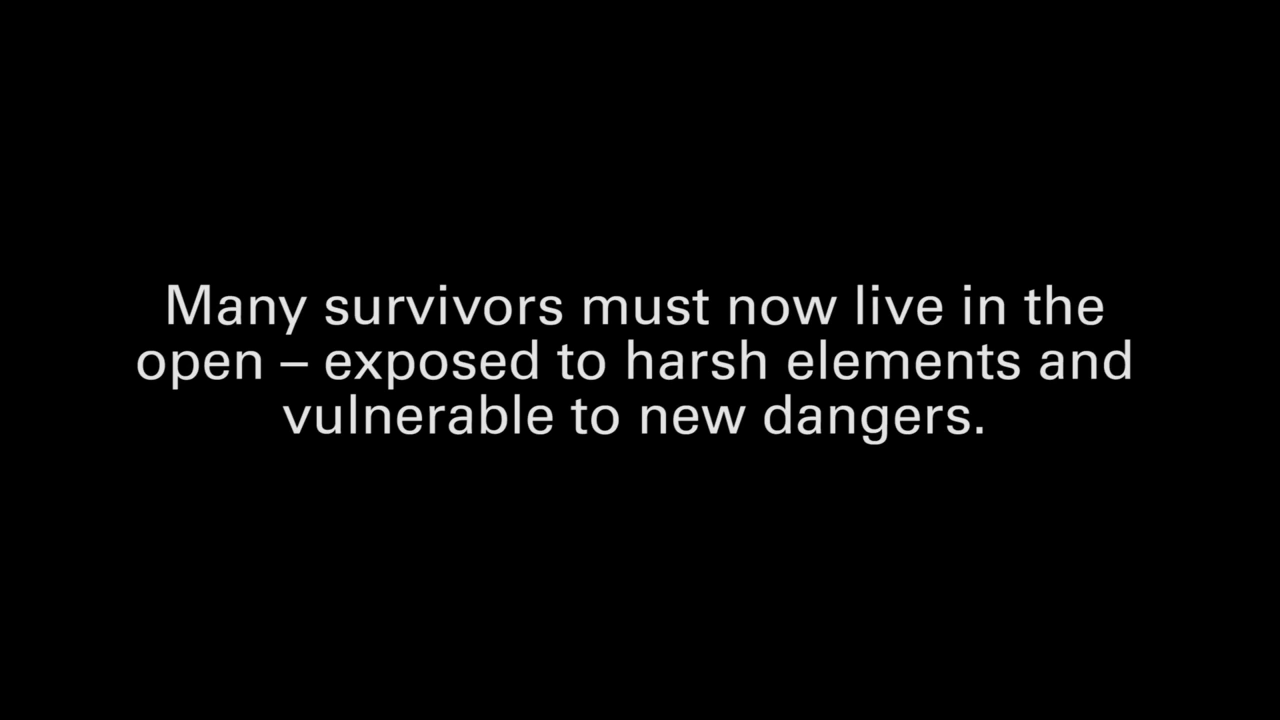 Many survivors must now live in the
open – exposed to harsh elements and
vulnerable to new dangers.